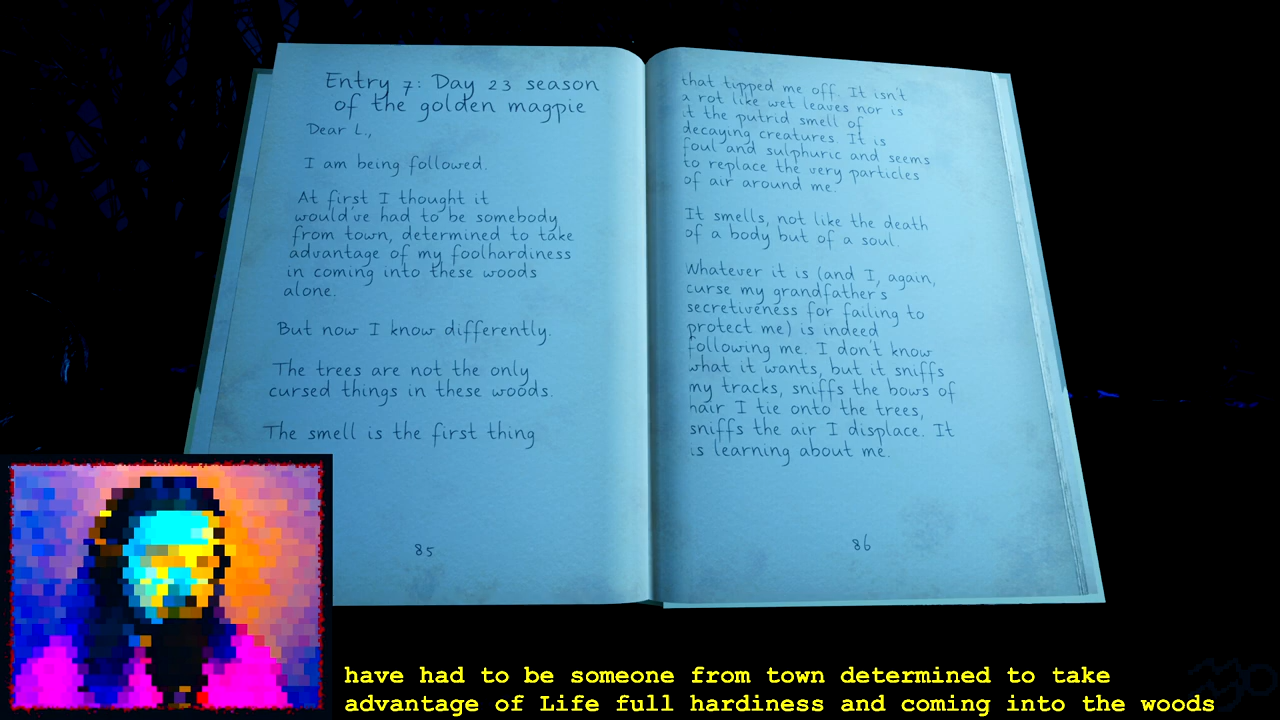 Entry 7: Day 23 season
of the golden magpie
Dear L.,
I am being followed.
At first I thought it
would've had to be somebody
from town, determined to take
advantage of my foolhardiness
in coming into these woods
alone.
But now I know differently.
The trees are not the only
cursed things in these woods.
The smell is the first thing
85
that tipped me off. It isn't
a rot like wet leaves nor is
it the putrid smell of
decaying creatures. It is
foul and sulphuric and seems
to replace the very particles
of air around me.
It smells, not like the death
of a body but of a soul.
Whatever it is (and I, again,
curse my grandfather's
secretiveness for failing to
protect me) is indeed
following me. I don't know
what it wants, but it sniffs
my tracks, sniffs the bows of
hair I tie onto the trees,
sniffs the air I displace. It
is learning about me.
86
have had to be someone from town determined to take
advantage of Life full hardiness and coming into the woods